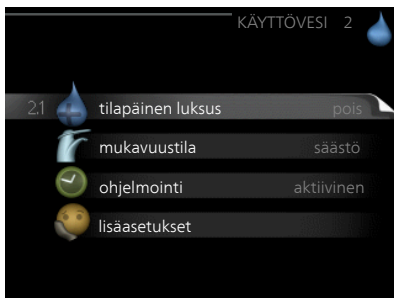 KÄYTTÖVESI 2
2.1 tilapäinen luksus pois
mukavuustila säästö
ohjelmointi aktiivinen
lisäasetukset